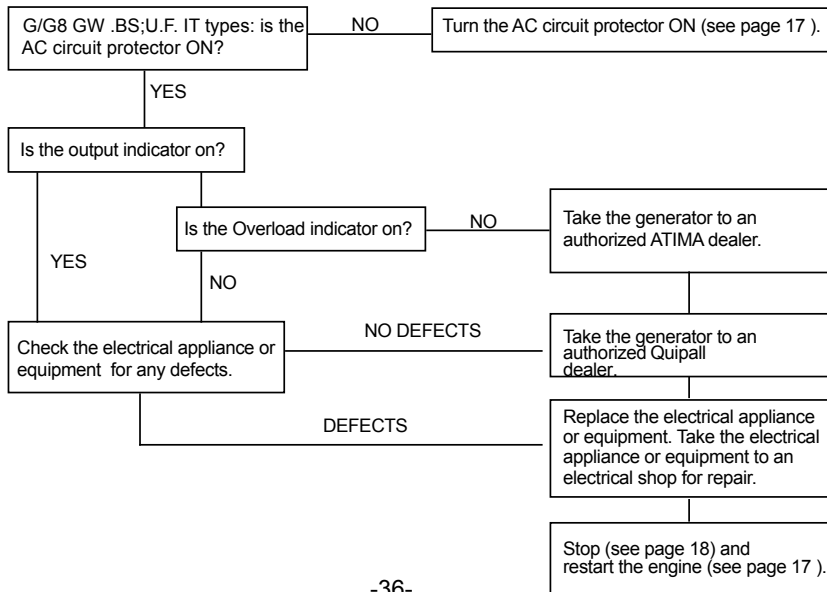 G/G8 GW .BS;U.F. IT types: is the
AC circuit protector ON?
NO
Turn the AC circuit protector ON (see page 17 ).
YES
Is the output indicator on?
Is the Overload indicator on?
NO
Take the generator to an
authorized ATIMA dealer.
YES
NO
Check the electrical appliance or
equipment for any defects.
NO DEFECTS
Take the generator to an
authorized Quipall
dealer.
DEFECTS
Replace the electrical appliance
or equipment. Take the electrical
appliance or equipment to an
electrical shop for repair.
Stop (see page 18) and
restart the engine (see page 17 ).
-36-